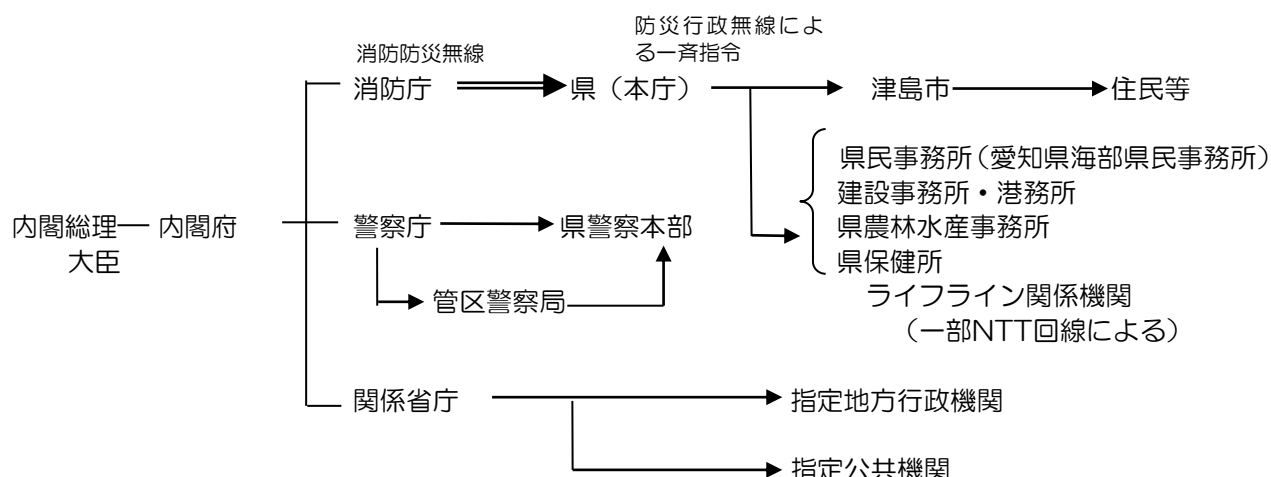 防災行政無線によ
る一斉指令
消防防災無線
消防庁
県（本庁）
津島市
住民等
県民事務所（愛知県海部県民事務所）
建設事務所・港務所
県農林水産事務所
県保健所
ライフライン関係機関
（一部NTT回線による）
内閣総理
大臣
内閣府
警察庁
県警察本部
管区警察局
関係省庁
指定地方行政機関
指定公共機関